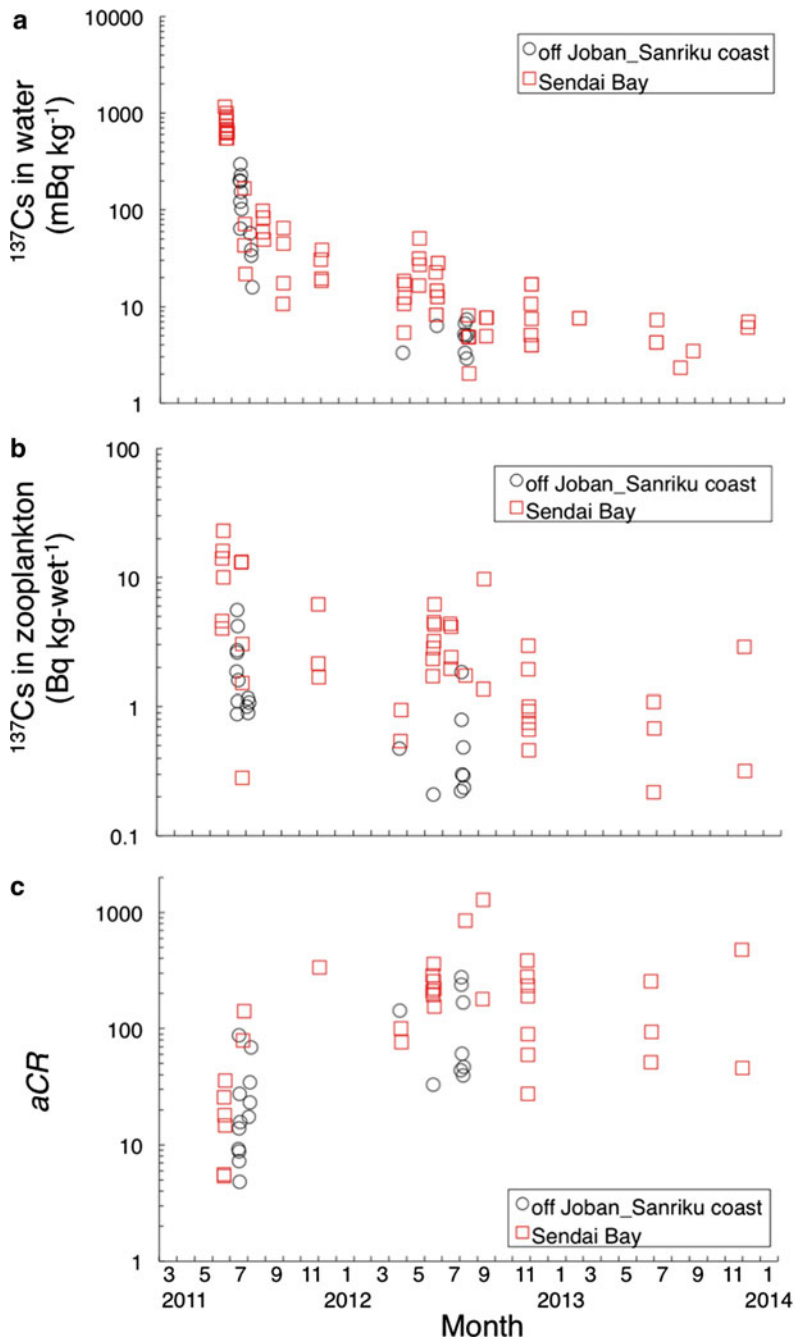 a
10000
1000
100
10
1
¹³⁷Cs in water
(mBq kg⁻¹)
off Joban_Sanriku coast
Sendai Bay
b
100
10
1
0.1
¹³⁷Cs in zooplankton
(Bq kg-wet⁻¹)
off Joban_Sanriku coast
Sendai Bay
c
1000
100
10
1
aCR
off Joban_Sanriku coast
Sendai Bay
3 5 7 9 11 1 3 5 7 9 11 1 3 5 7 9 11 1
2011 2012 2013 2014
Month